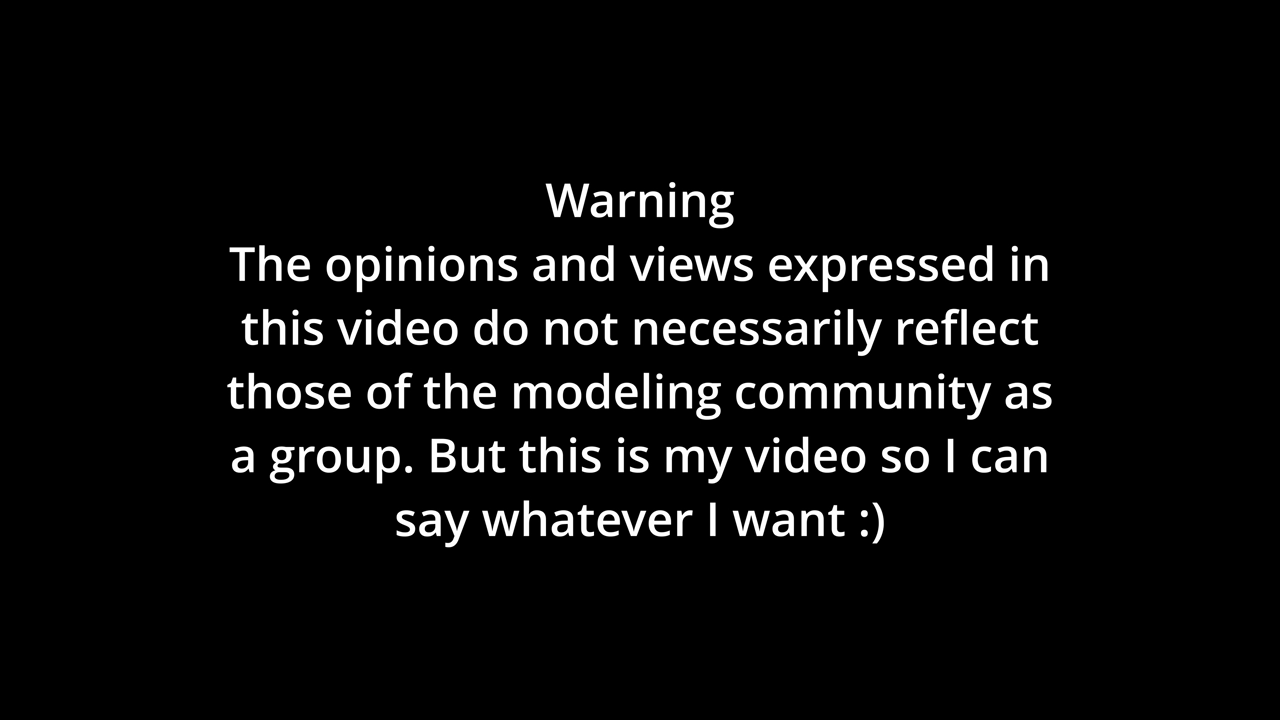 Warning
The opinions and views expressed in
this video do not necessarily reflect
those of the modeling community as
a group. But this is my video so I can
say whatever I want :)